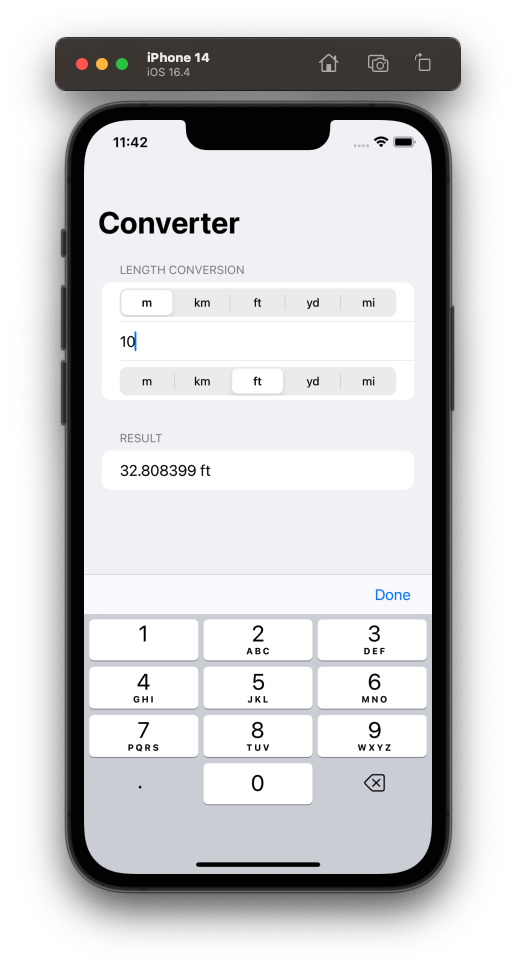 iPhone 14
iOS 16.4
11:42
Converter
LENGTH CONVERSION
m km ft yd mi
10
m km ft yd mi
RESULT
32.808399 ft
Done
1 2 3
ABC DEF
4 5 6
GHI JKL MNO
7 8 9
PQRS TUV WXYZ
. 0